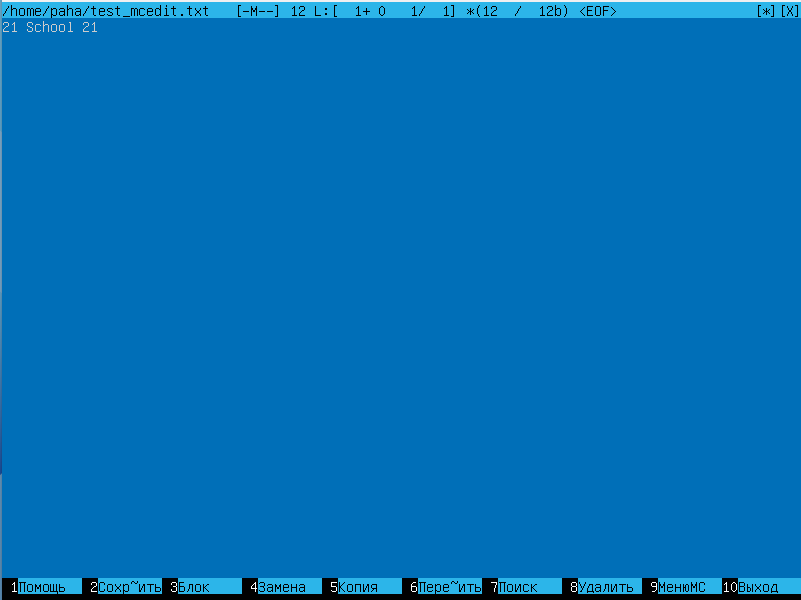 /home/paha/test_mcedit.txt [-M--] 12 L:[ 1+ 0 1/ 1] *(12 / 12b) <EOF> [*][X]
21 School 21
1Помощь 2Сохр~ить 3Блок 4Замена 5Копия 6Пере~ить 7Поиск 8Удалить 9МенюMC 10Выход